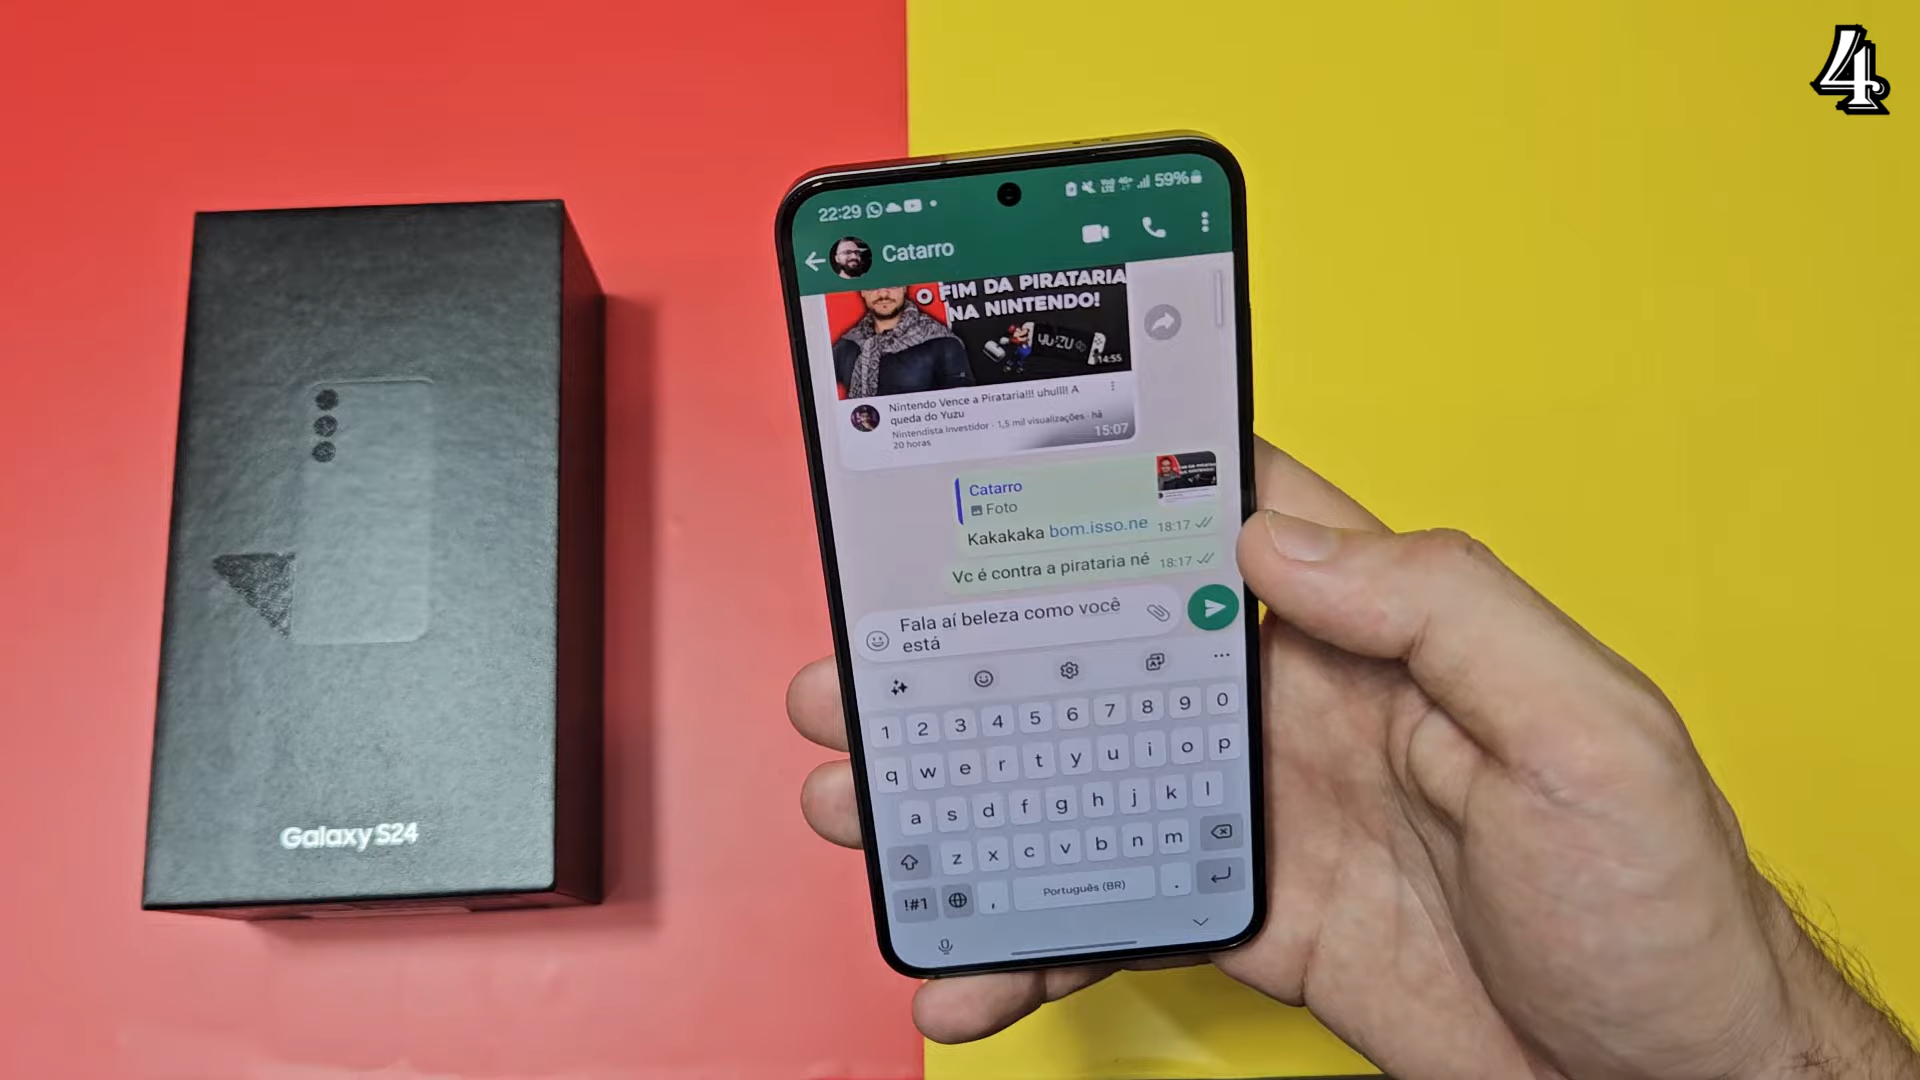 4
22:29
VoLTE 4G+ 59%
Catarro
O FIM DA PIRATARIA
NA NINTENDO!
YUZU
14:55
Nintendo Vence a Pirataria!!! uhulll! A
queda do Yuzu
Nintendista Investidor · 1,5 mil visualizações · há
20 horas
15:07
Catarro
Foto
Kakakaka bom.isso.ne 18:17
Vc é contra a pirataria né 18:17
Fala aí beleza como você
está
1 2 3 4 5 6 7 8 9 0
q w e r t y u i o p
a s d f g h j k l
z x c v b n m
!#1 , Português (BR) .
Galaxy S24